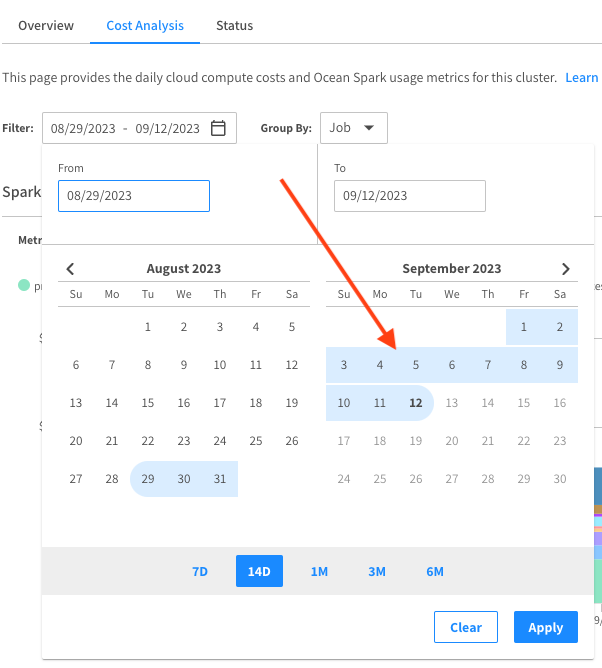 Overview Cost Analysis Status
This page provides the daily cloud compute costs and Ocean Spark usage metrics for this cluster. Learn
Filter: 08/29/2023 - 09/12/2023 Group By: Job
From To
Spark 08/29/2023 09/12/2023
Metr
August 2023 September 2023
Su Mo Tu We Th Fr Sa Su Mo Tu We Th Fr Sa
1 2 3 4 5 1 2
6 7 8 9 10 11 12 3 4 5 6 7 8 9
13 14 15 16 17 18 19 10 11 12 13 14 15 16
20 21 22 23 24 25 26 17 18 19 20 21 22 23
27 28 29 30 31 24 25 26 27 28 29 30
7D 14D 1M 3M 6M
Clear Apply
9/